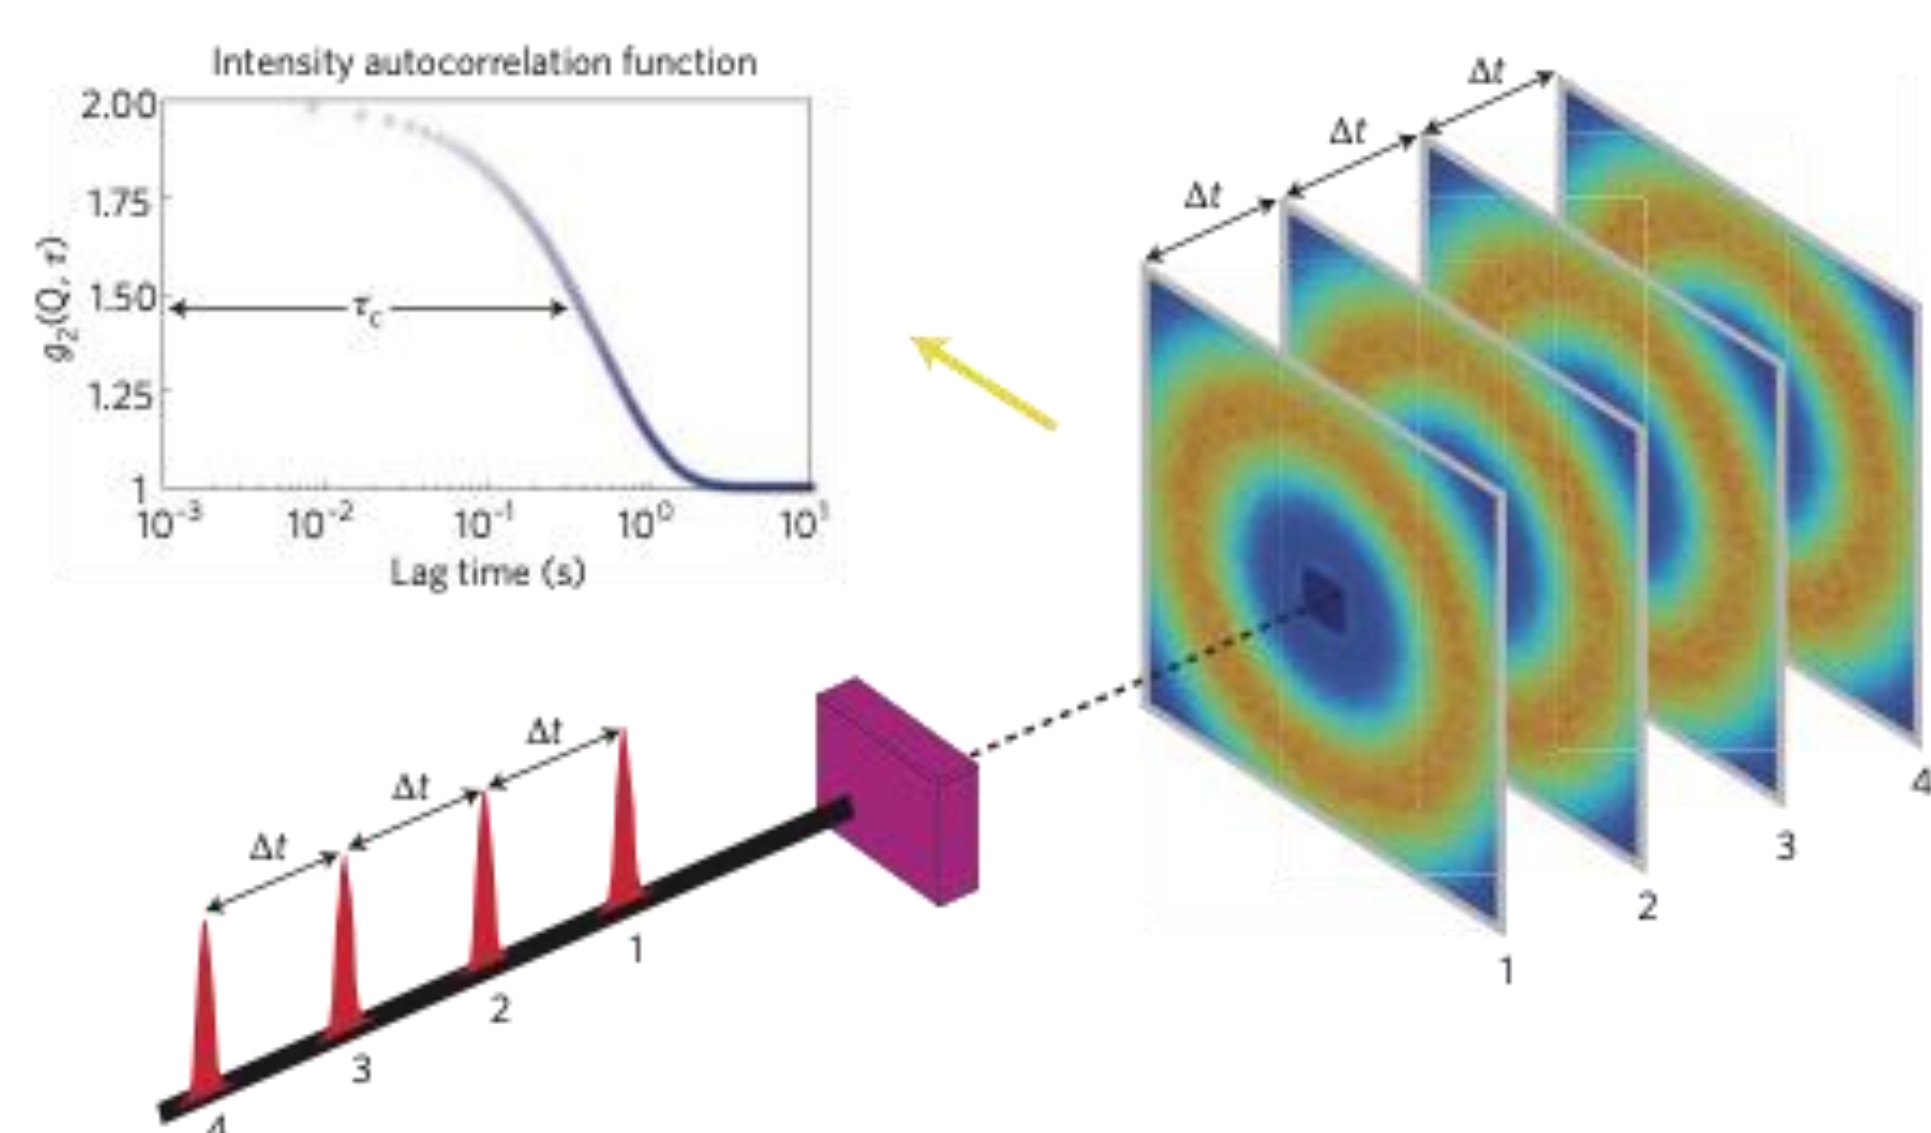 Intensity autocorrelation function
2.00
1.75
1.50
1.25
1
g₂(Q, τ)
τc
10⁻³ 10⁻² 10⁻¹ 10⁰ 10¹
Lag time (s)
Δt
Δt
Δt
1
2
3
4
Δt
Δt
Δt
1
2
3
4